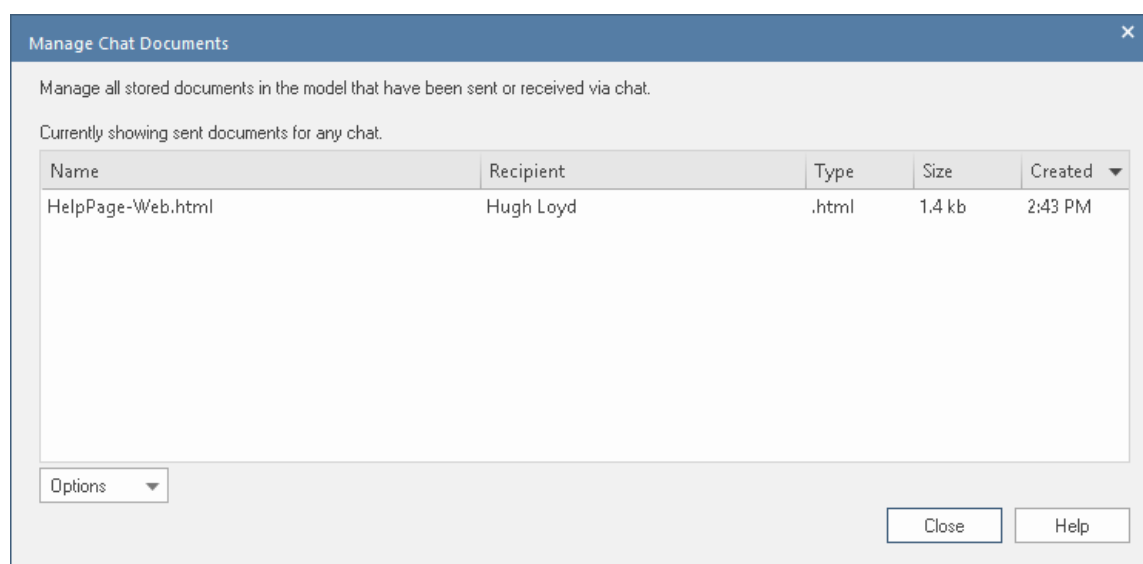 Manage Chat Documents
Manage all stored documents in the model that have been sent or received via chat.
Currently showing sent documents for any chat.
Name Recipient Type Size Created
HelpPage-Web.html Hugh Loyd .html 1.4 kb 2:43 PM
Options
Close Help